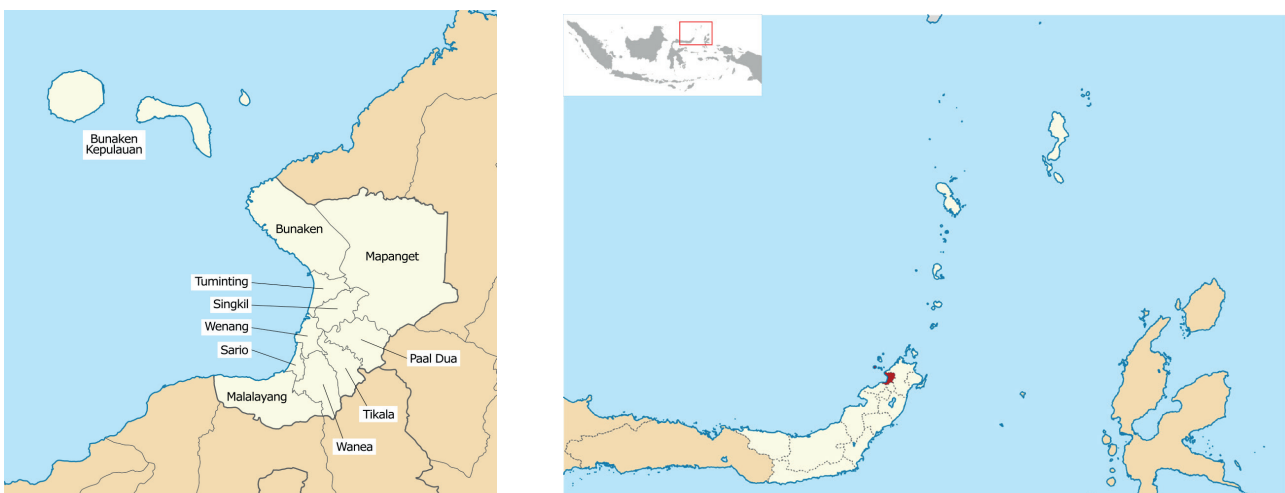 Bunaken
Kepulauan
Bunaken
Mapanget
Tuminting
Singkil
Wenang
Sario
Paal Dua
Malalayang
Tikala
Wanea